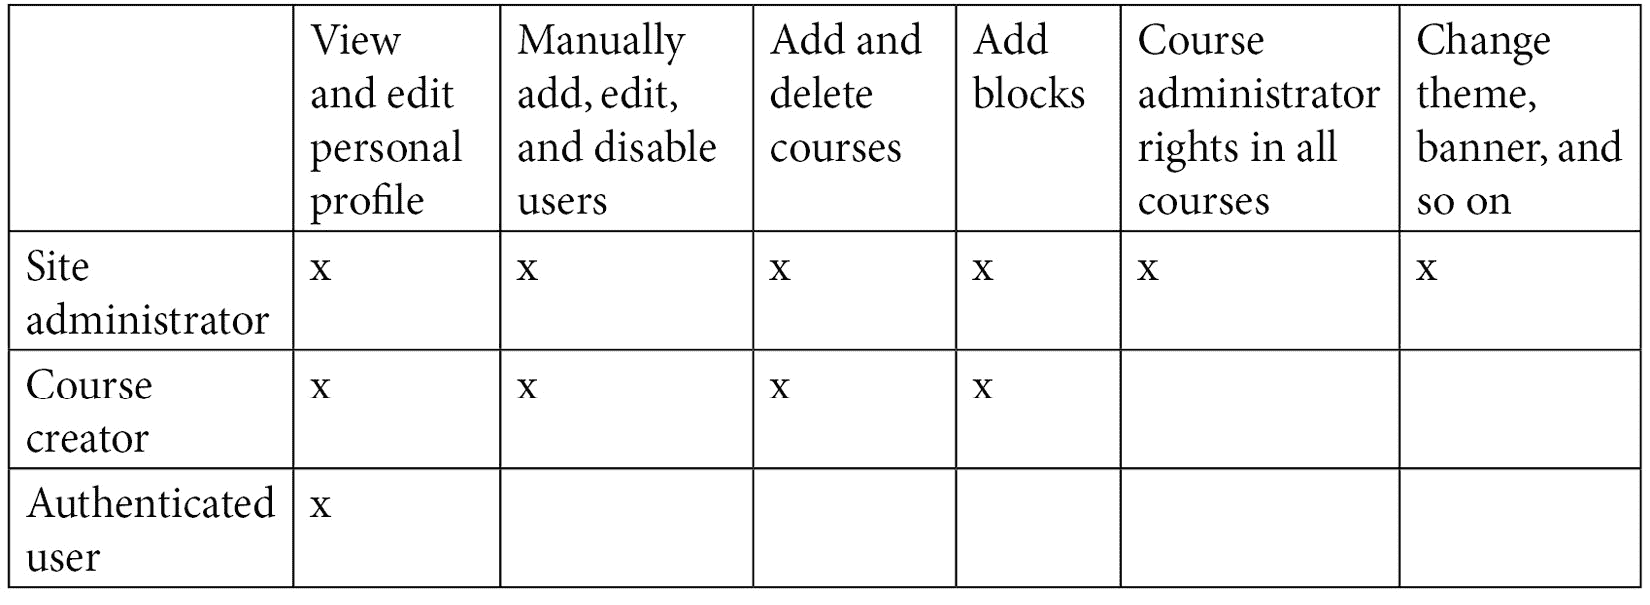 View and edit personal profile
Manually add, edit, and disable users
Add and delete courses
Add blocks
Course administrator rights in all courses
Change theme, banner, and so on
Site administrator
x x x x x x
Course creator
x x x x
Authenticated user
x